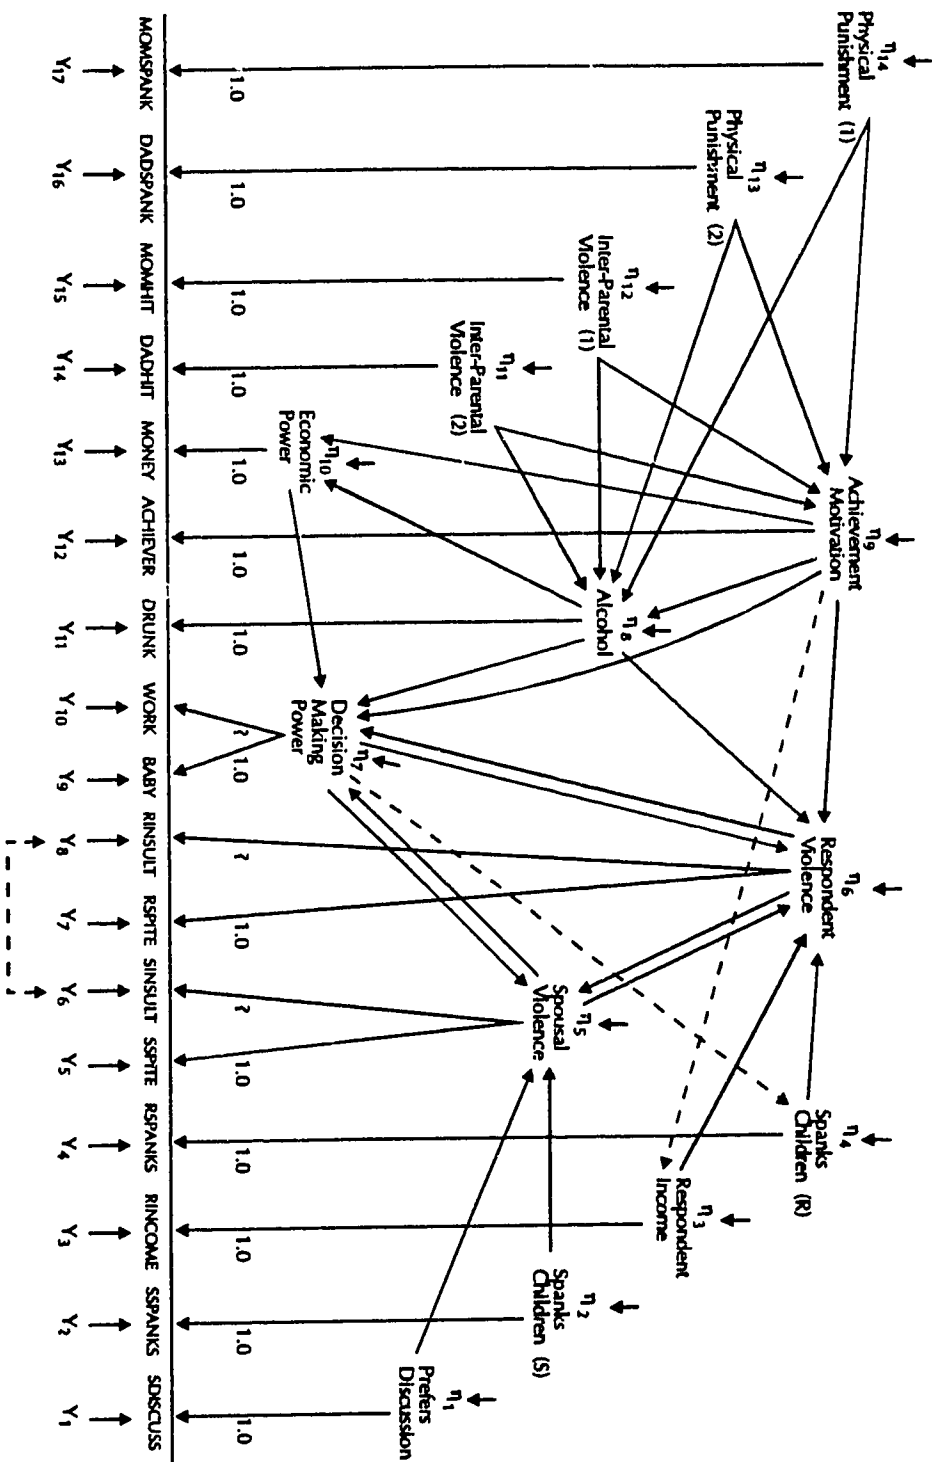 η14
Physical
Punishment (1)
η13
Physical
Punishment (2)
η12
Inter-Parental
Violence (1)
η11
Inter-Parental
Violence (2)
η10
Economic
Power
η9
Achievement
Motivation
η8
Alcohol
η7
Decision
Making
Power
η6
Respondent
Violence
η5
Spousal
Violence
η4
Spanks
Children (R)
η3
Respondent
Income
η2
Spanks
Children (S)
η1
Prefers
Discussion
1.0 1.0 1.0 1.0 1.0 1.0 1.0 ? 1.0 ? 1.0 ? 1.0 1.0 1.0 1.0 1.0
MOMSPANK DADSPANK MOMHIT DADHIT MONEY ACHIEVER DRUNK WORK BABY RINSULT RSPITE SINSULT SSPITE RSPANKS RINCOME SSPANKS SDISCUSS
Y17 Y16 Y15 Y14 Y13 Y12 Y11 Y10 Y9 Y8 Y7 Y6 Y5 Y4 Y3 Y2 Y1